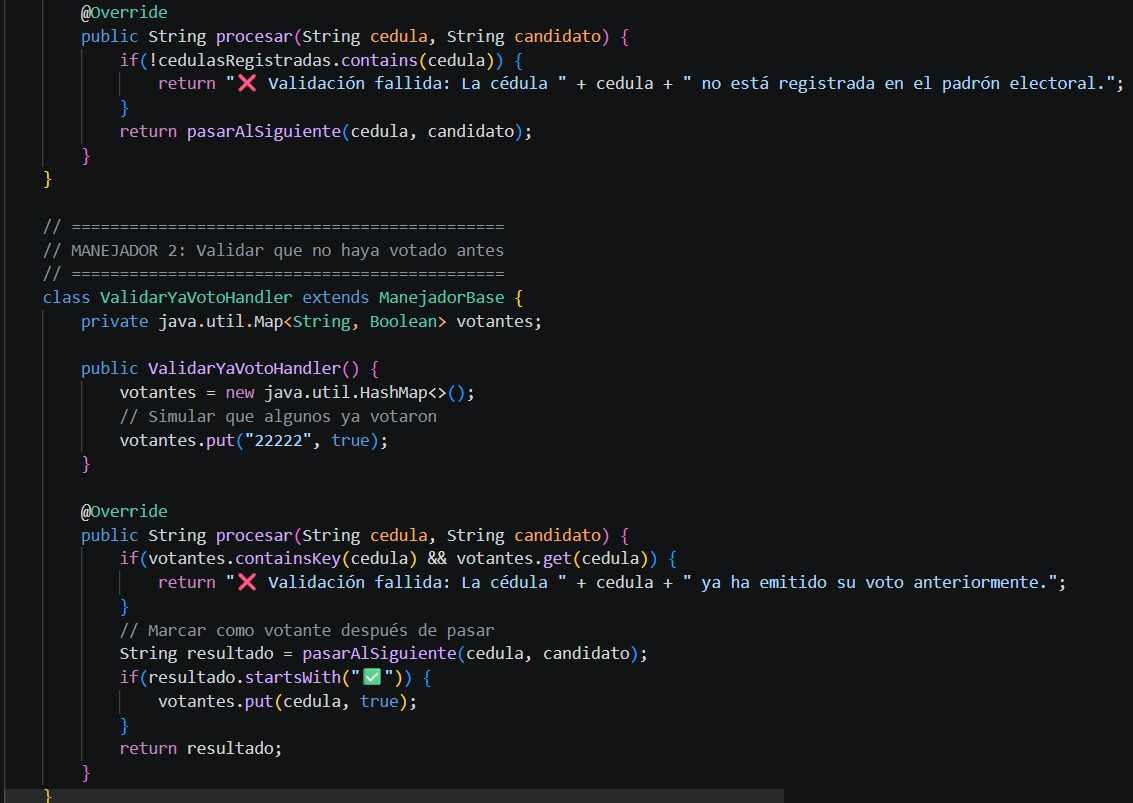 @Override
public String procesar(String cedula, String candidato) {
if(!cedulasRegistradas.contains(cedula)) {
return "❌ Validación fallida: La cédula " + cedula + " no está registrada en el padrón electoral.";
}
return pasarAlSiguiente(cedula, candidato);
}
}
// =============================================
// MANEJADOR 2: Validar que no haya votado antes
// =============================================
class ValidarYaVotoHandler extends ManejadorBase {
private java.util.Map<String, Boolean> votantes;
public ValidarYaVotoHandler() {
votantes = new java.util.HashMap<>();
// Simular que algunos ya votaron
votantes.put("22222", true);
}
@Override
public String procesar(String cedula, String candidato) {
if(votantes.containsKey(cedula) && votantes.get(cedula)) {
return "❌ Validación fallida: La cédula " + cedula + " ya ha emitido su voto anteriormente.";
}
// Marcar como votante después de pasar
String resultado = pasarAlSiguiente(cedula, candidato);
if(resultado.startsWith("✅")) {
votantes.put(cedula, true);
}
return resultado;
}
}